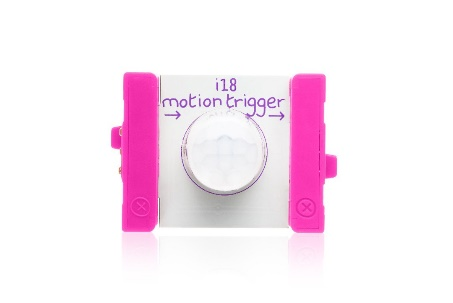 i18
motion trigger
→ →